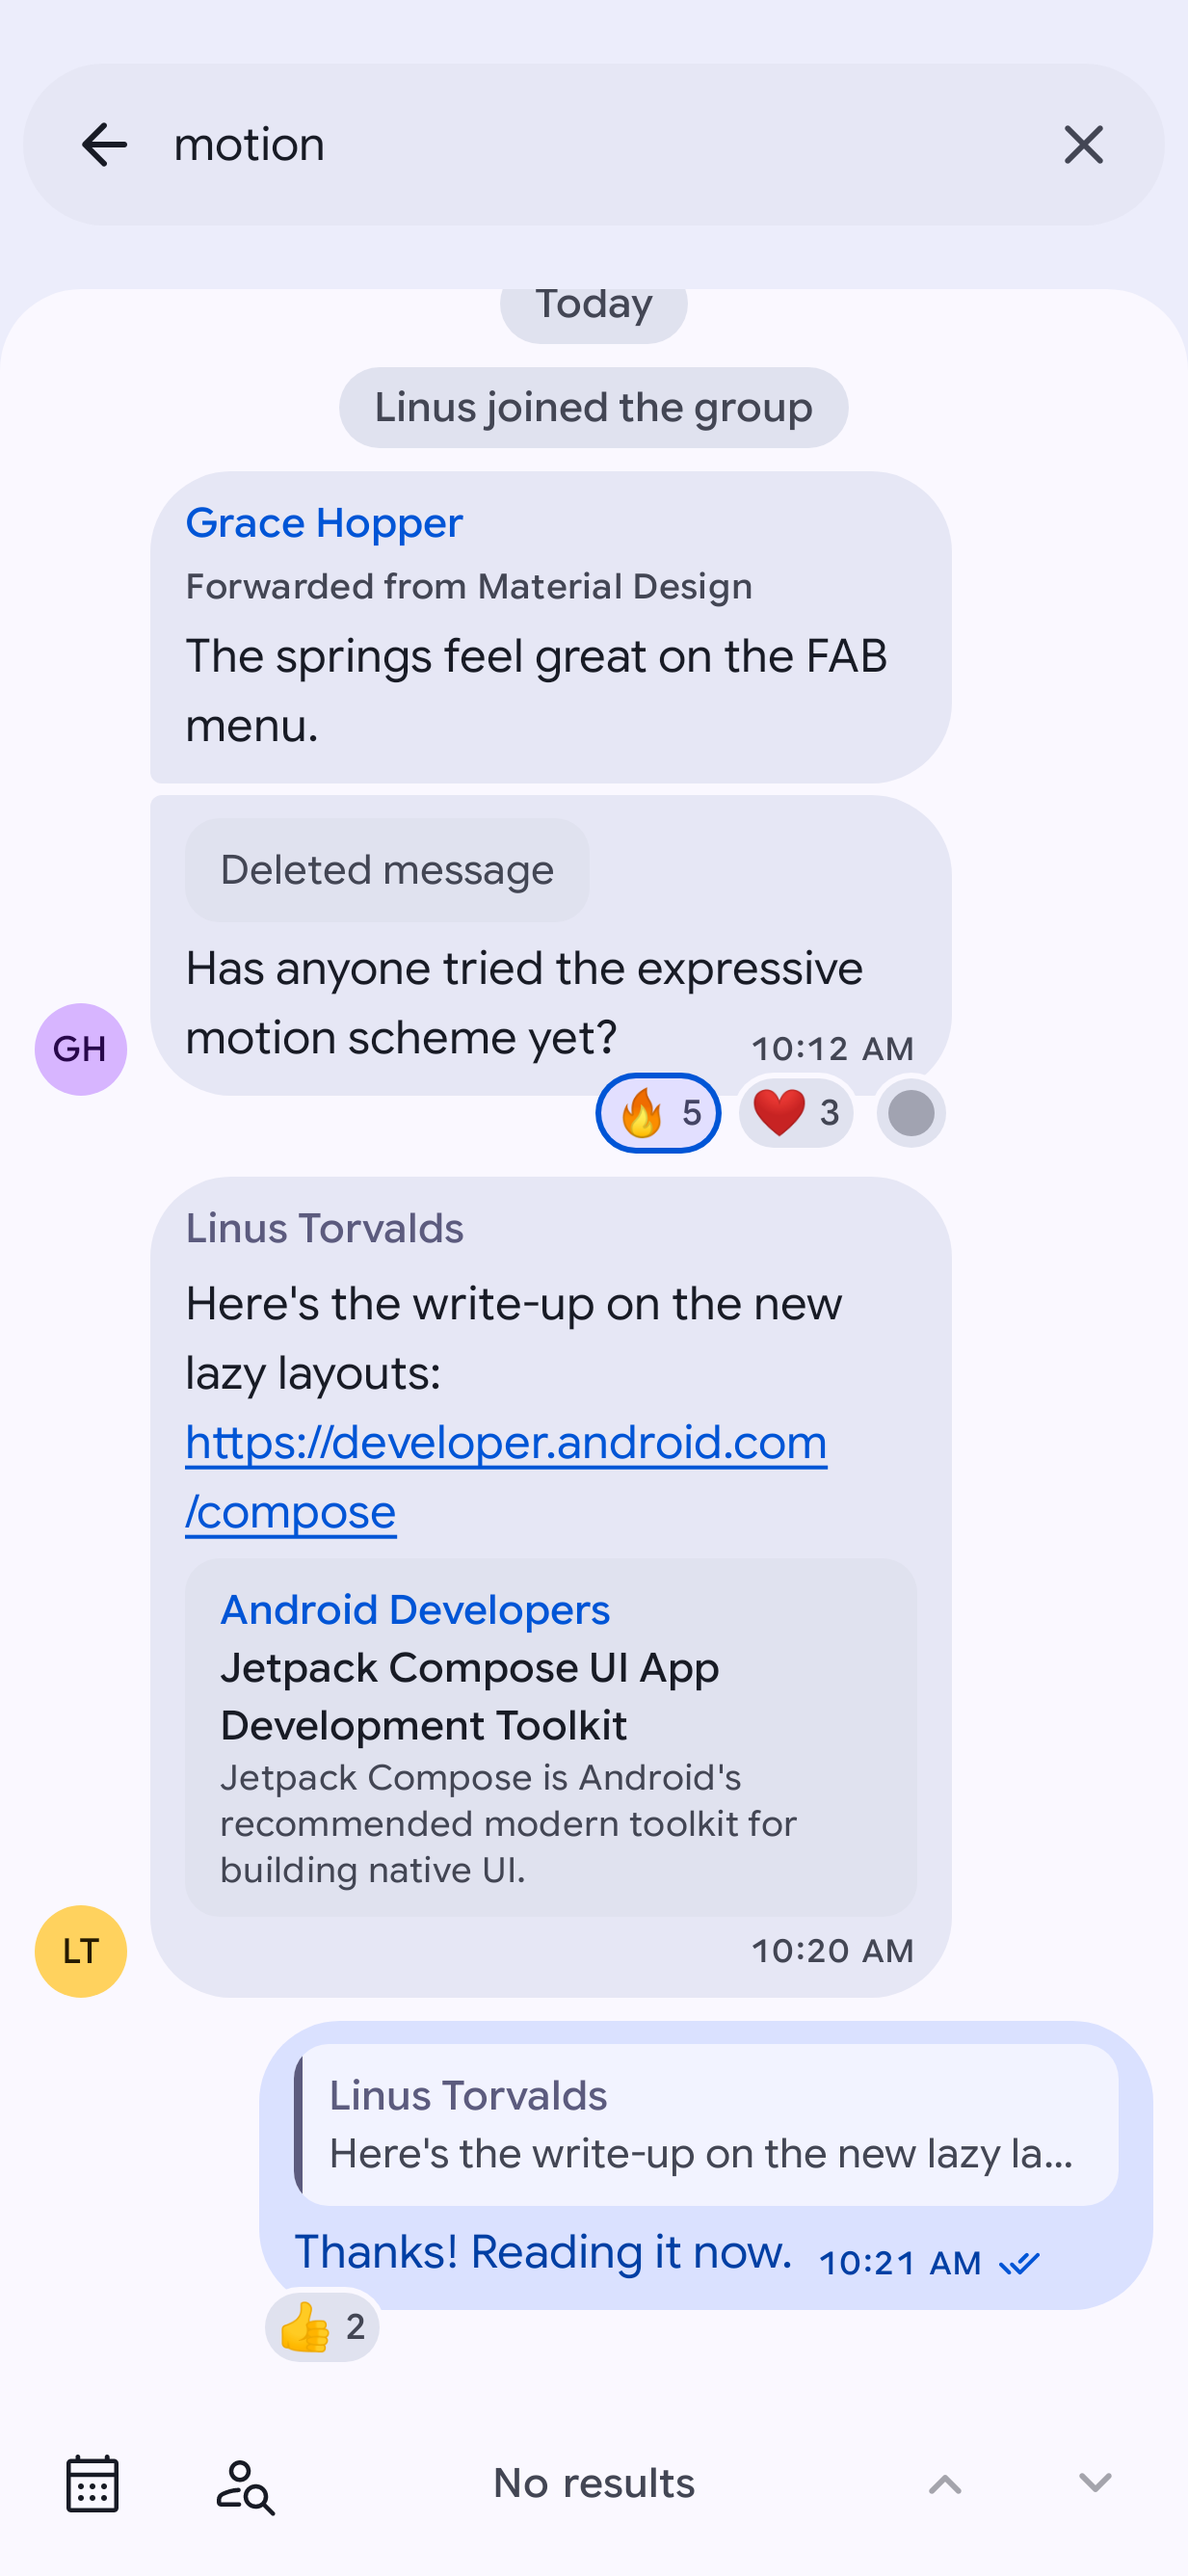 motion
Today
Linus joined the group
Grace Hopper
Forwarded from Material Design
The springs feel great on the FAB
menu.
Deleted message
Has anyone tried the expressive
motion scheme yet?
10:12 AM
GH
5
3
Linus Torvalds
Here's the write-up on the new
lazy layouts:
https://developer.android.com
/compose
Android Developers
Jetpack Compose UI App
Development Toolkit
Jetpack Compose is Android's
recommended modern toolkit for
building native UI.
10:20 AM
LT
Linus Torvalds
Here's the write-up on the new lazy la...
Thanks! Reading it now.
10:21 AM
2
No results